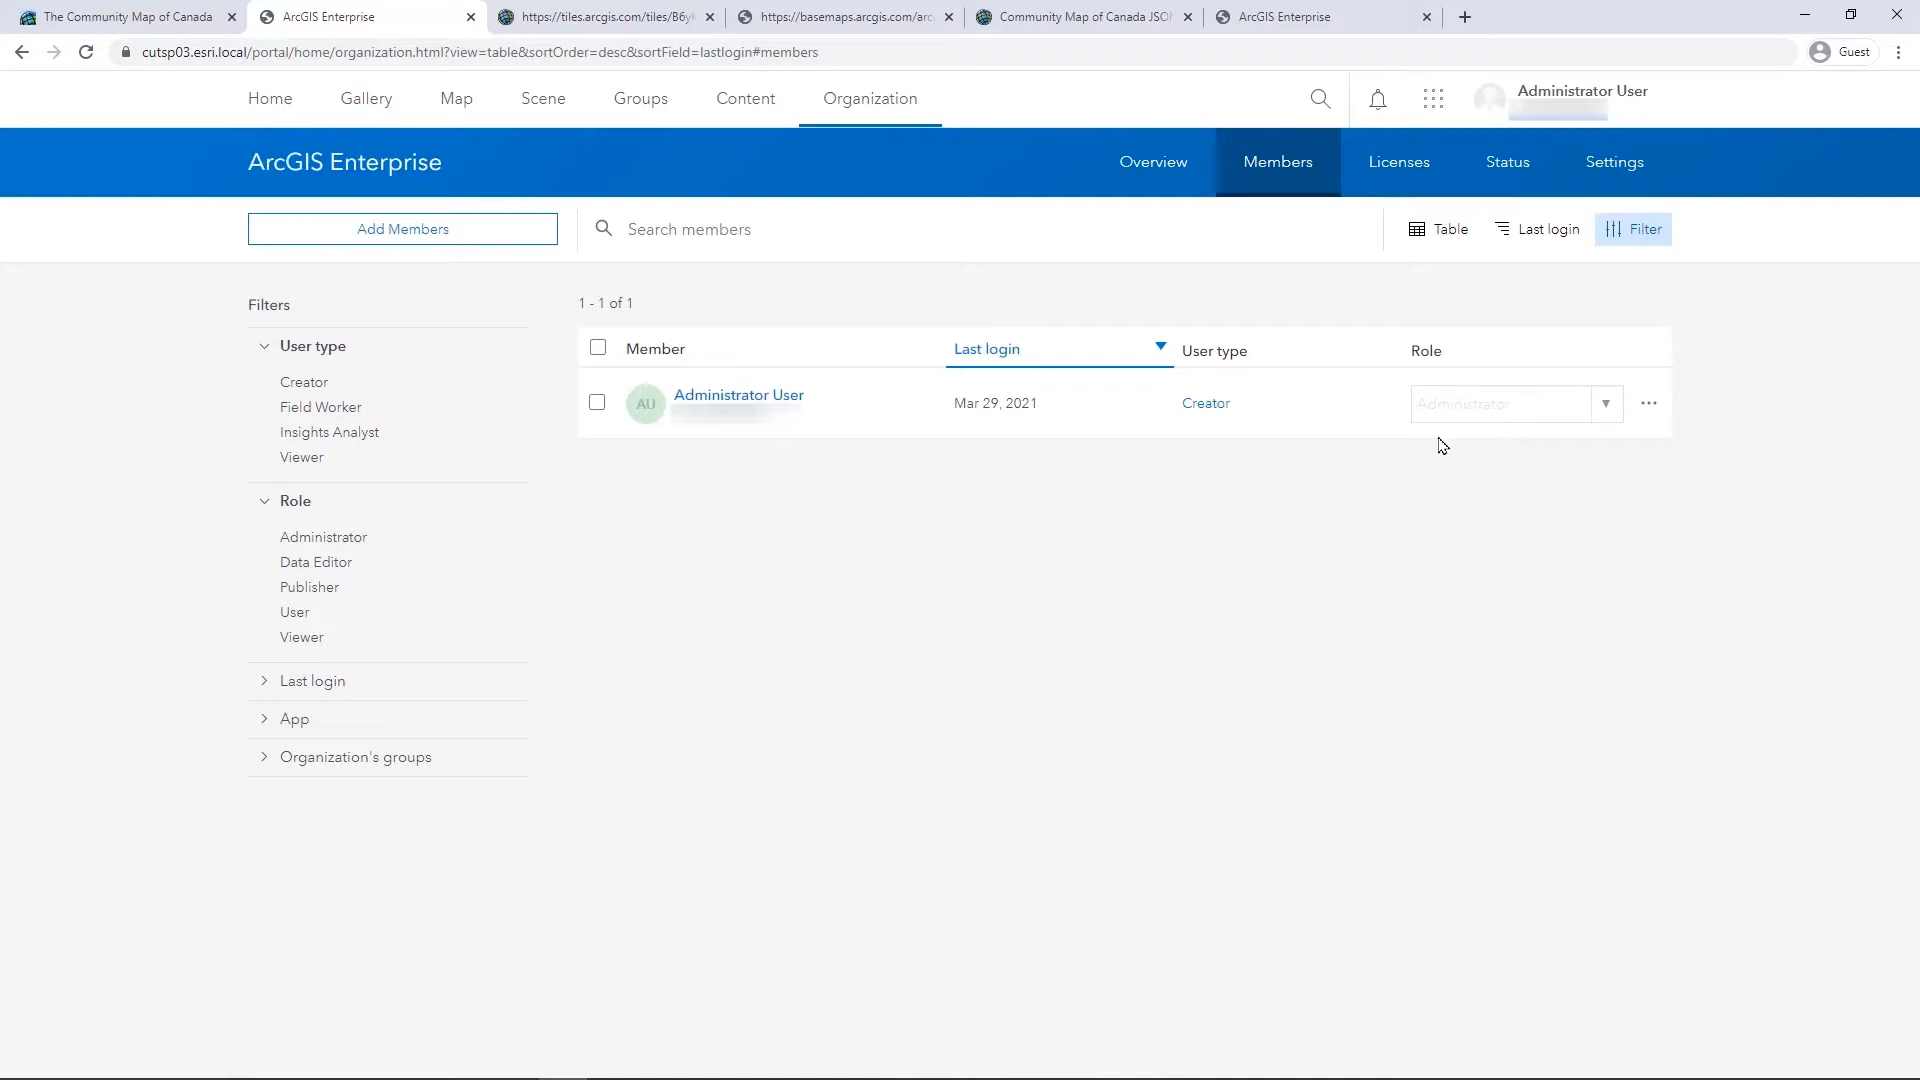 The Community Map of Canada
ArcGIS Enterprise
https://tiles.arcgis.com/tiles/B6yk
https://basemaps.arcgis.com/arc
Community Map of Canada JSON
ArcGIS Enterprise
cutsp03.esri.local/portal/home/organization.html?view=table&sortOrder=desc&sortField=lastlogin#members
Guest
Home
Gallery
Map
Scene
Groups
Content
Organization
Administrator User
ArcGIS Enterprise
Overview
Members
Licenses
Status
Settings
Add Members
Search members
Table
Last login
Filter
Filters
User type
Creator
Field Worker
Insights Analyst
Viewer
Role
Administrator
Data Editor
Publisher
User
Viewer
Last login
App
Organization's groups
1 - 1 of 1
Member
Last login
User type
Role
AU
Administrator User
Mar 29, 2021
Creator
Administrator